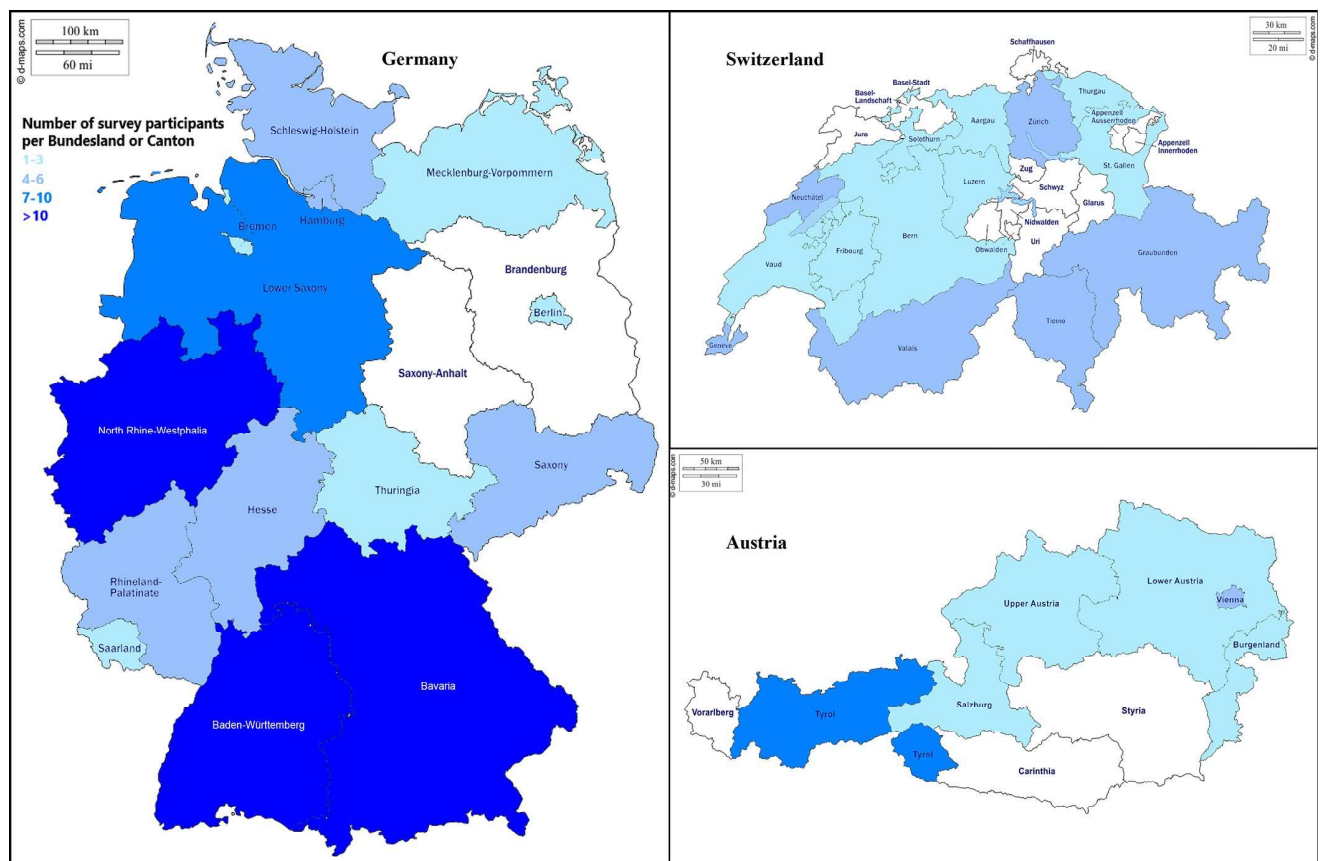 100 km
60 mi
© d-maps.com
Germany
Number of survey participants
per Bundesland or Canton
1-3
4-6
7-10
>10
Schleswig-Holstein
Mecklenburg-Vorpommern
Hamburg
Bremen
Lower Saxony
Brandenburg
Berlin
Saxony-Anhalt
North Rhine-Westphalia
Saxony
Thuringia
Hesse
Rhineland-
Palatinate
Saarland
Bavaria
Baden-Württemberg
Switzerland
30 km
20 mi
© d-maps.com
Schaffhausen
Basel-Stadt
Basel-
Landschaft
Jura
Solothurn
Aargau
Zürich
Thurgau
Appenzell
Ausserrhoden
Appenzell
Innerrhoden
St. Gallen
Zug
Schwyz
Luzern
Glarus
Neuchâtel
Nidwalden
Uri
Obwalden
Bern
Fribourg
Vaud
Graubunden
Ticino
Valais
Genève
50 km
30 mi
© d-maps.com
Austria
Lower Austria
Vienna
Upper Austria
Burgenland
Salzburg
Styria
Vorarlberg
Tyrol
Tyrol
Carinthia